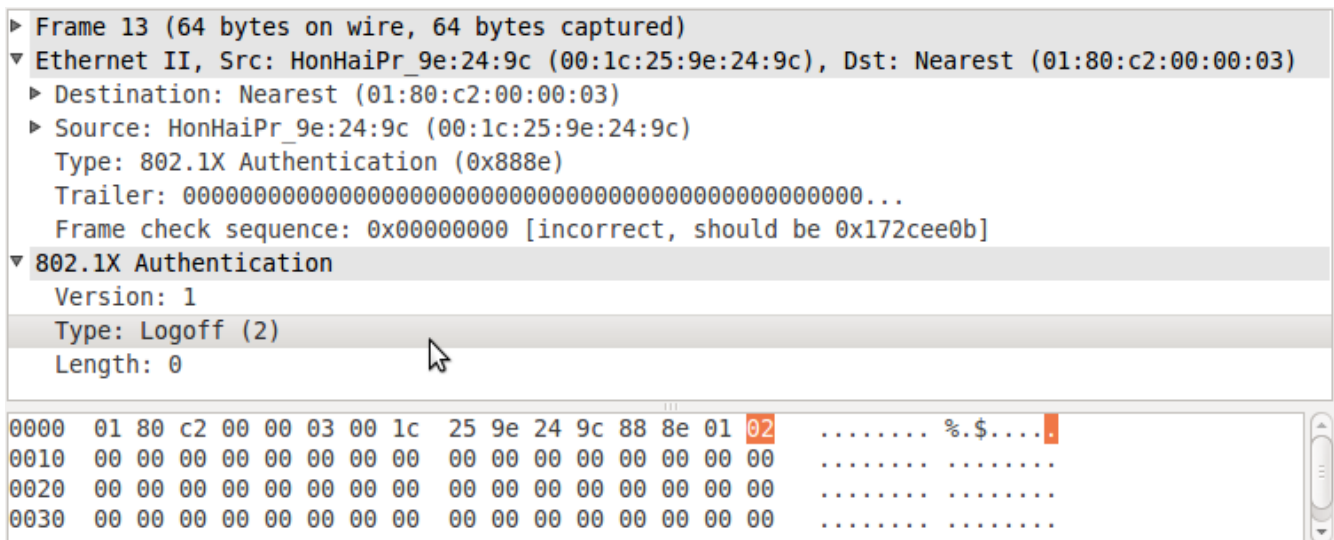 Frame 13 (64 bytes on wire, 64 bytes captured)
Ethernet II, Src: HonHaiPr_9e:24:9c (00:1c:25:9e:24:9c), Dst: Nearest (01:80:c2:00:00:03)
Destination: Nearest (01:80:c2:00:00:03)
Source: HonHaiPr_9e:24:9c (00:1c:25:9e:24:9c)
Type: 802.1X Authentication (0x888e)
Trailer: 000000000000000000000000000000000000000000000000...
Frame check sequence: 0x00000000 [incorrect, should be 0x172cee0b]
802.1X Authentication
Version: 1
Type: Logoff (2)
Length: 0
0000 01 80 c2 00 00 03 00 1c 25 9e 24 9c 88 8e 01 02 ........ %.$.....
0010 00 00 00 00 00 00 00 00 00 00 00 00 00 00 00 00 ........ ........
0020 00 00 00 00 00 00 00 00 00 00 00 00 00 00 00 00 ........ ........
0030 00 00 00 00 00 00 00 00 00 00 00 00 00 00 00 00 ........ ........